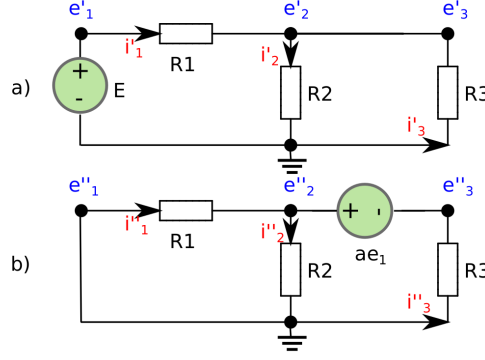 e'₁ e'₂ e'₃
i'₁ R1 i'₂
a) + - E R2 R3
i'₃
e''₁ e''₂ e''₃
i''₁ R1 i''₂ + - ae₁
b) R2 R3
i''₃